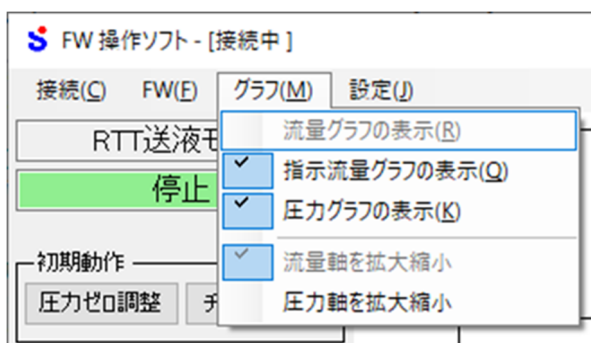 FW 操作ソフト - [接続中 ]
接続(C) FW(F) グラフ(M) 設定(J)
RTT送液モ
停止
初期動作
圧力ゼロ調整
流量グラフの表示(R)
指示流量グラフの表示(Q)
圧力グラフの表示(K)
流量軸を拡大縮小
圧力軸を拡大縮小